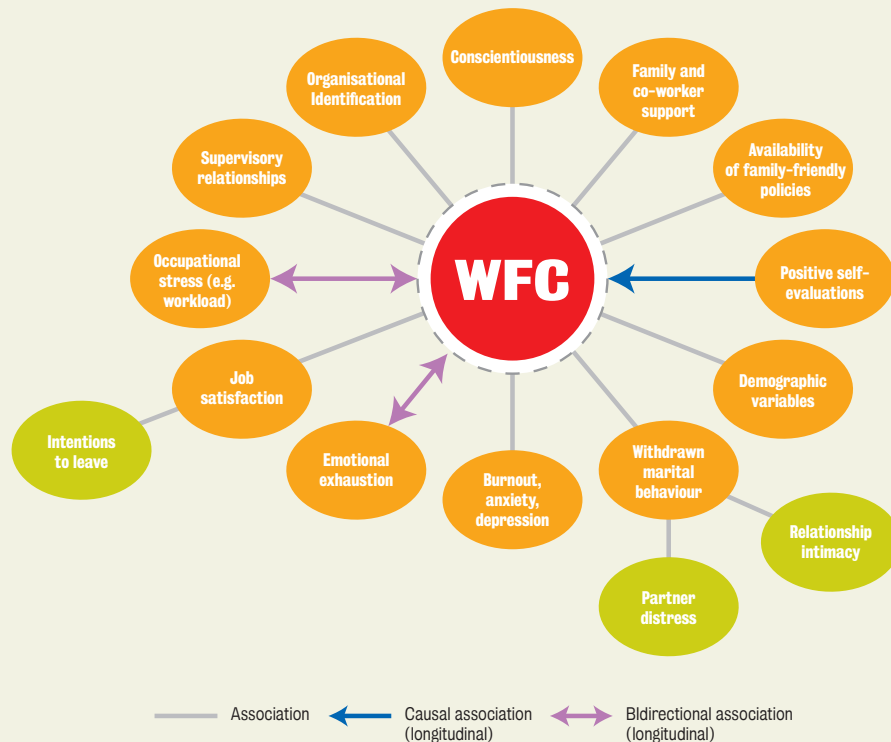 Conscientiousness
Organisational
Identification
Family and
co-worker
support
Supervisory
relationships
Availability
of family-friendly
policies
Occupational
stress (e.g.
workload)
WFC
Positive self-
evaluations
Job
satisfaction
Demographic
variables
Intentions
to leave
Emotional
exhaustion
Burnout,
anxiety,
depression
Withdrawn
marital
behaviour
Relationship
intimacy
Partner
distress
Association
Causal association
(longitudinal)
BIdirectional association
(longitudinal)